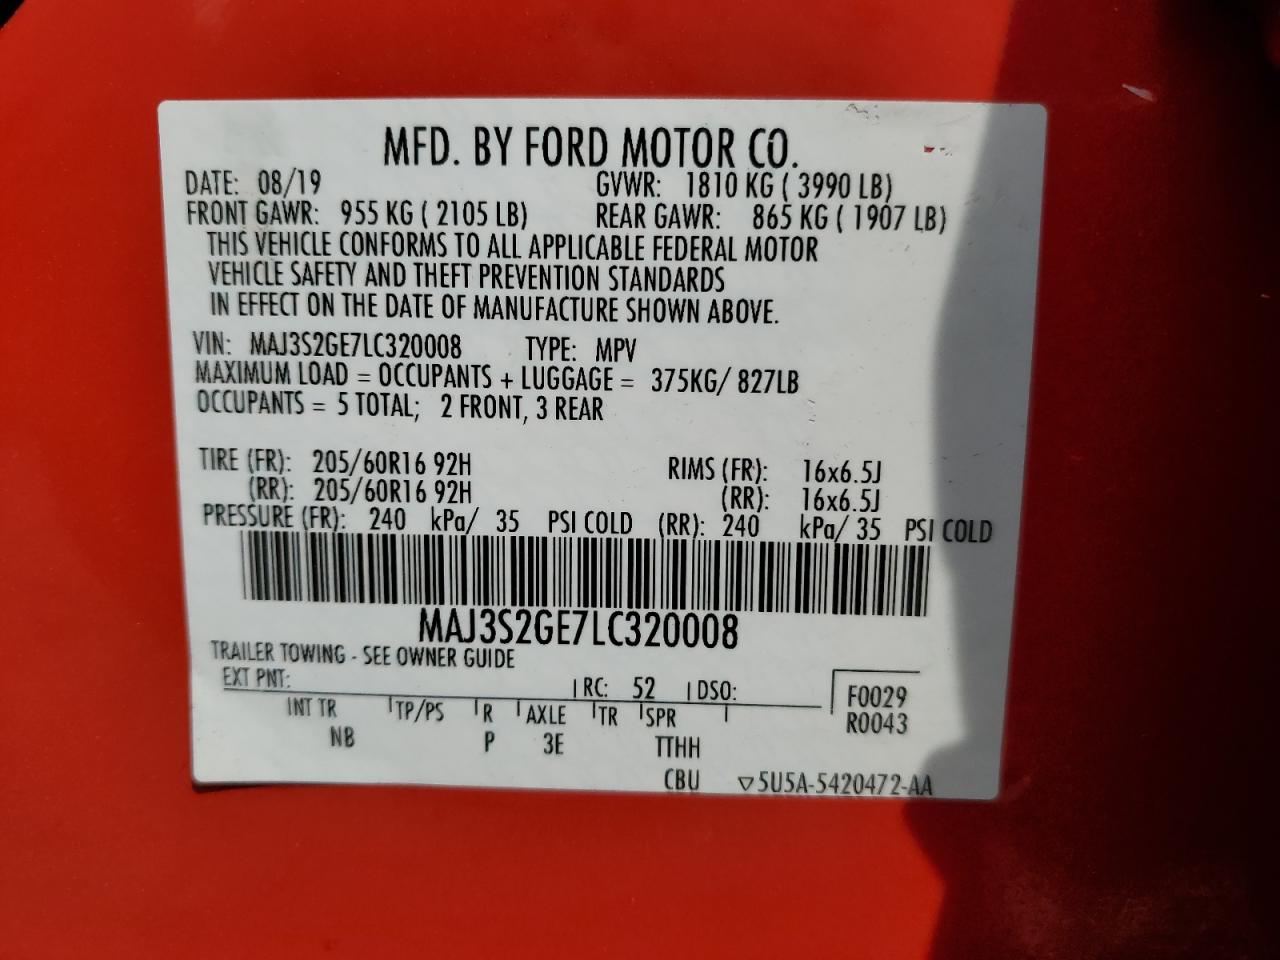 MFD. BY FORD MOTOR CO.
DATE: 08/19 GVWR: 1810 KG ( 3990 LB)
FRONT GAWR: 955 KG ( 2105 LB) REAR GAWR: 865 KG ( 1907 LB)
THIS VEHICLE CONFORMS TO ALL APPLICABLE FEDERAL MOTOR
VEHICLE SAFETY AND THEFT PREVENTION STANDARDS
IN EFFECT ON THE DATE OF MANUFACTURE SHOWN ABOVE.
VIN: MAJ3S2GE7LC320008 TYPE: MPV
MAXIMUM LOAD = OCCUPANTS + LUGGAGE = 375KG/ 827LB
OCCUPANTS = 5 TOTAL; 2 FRONT, 3 REAR
TIRE (FR): 205/60R16 92H RIMS (FR): 16x6.5J
(RR): 205/60R16 92H (RR): 16x6.5J
PRESSURE (FR): 240 kPa/ 35 PSI COLD (RR): 240 kPa/ 35 PSI COLD
MAJ3S2GE7LC320008
TRAILER TOWING - SEE OWNER GUIDE
EXT PNT: RC: 52 DSO: F0029
INT TR TP/PS R AXLE TR SPR R0043
NB P 3E TTHH
CBU ▽5U5A-5420472-AA